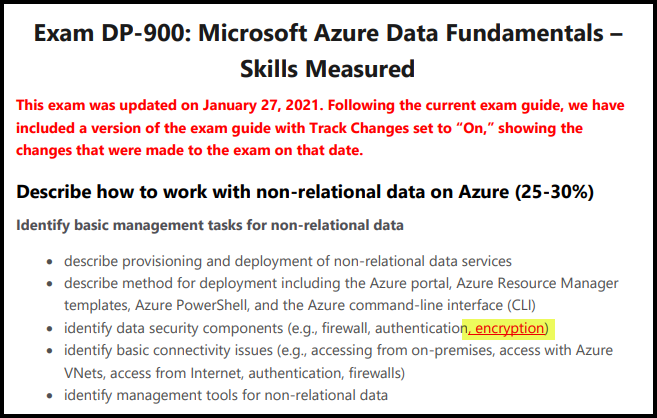 Exam DP-900: Microsoft Azure Data Fundamentals –
Skills Measured
This exam was updated on January 27, 2021. Following the current exam guide, we have
included a version of the exam guide with Track Changes set to “On,” showing the
changes that were made to the exam on that date.
Describe how to work with non-relational data on Azure (25-30%)
Identify basic management tasks for non-relational data
• describe provisioning and deployment of non-relational data services
• describe method for deployment including the Azure portal, Azure Resource Manager
templates, Azure PowerShell, and the Azure command-line interface (CLI)
• identify data security components (e.g., firewall, authentication, encryption)
• identify basic connectivity issues (e.g., accessing from on-premises, access with Azure
VNets, access from Internet, authentication, firewalls)
• identify management tools for non-relational data